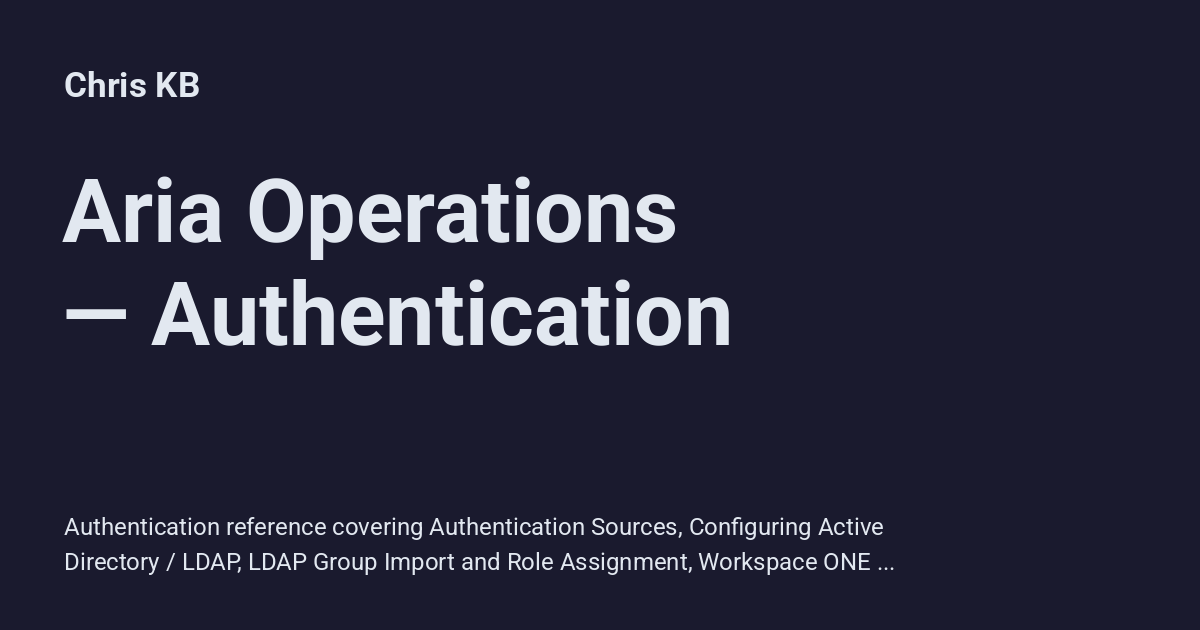 Chris KB
Aria Operations
— Authentication
Authentication reference covering Authentication Sources, Configuring Active
Directory / LDAP, LDAP Group Import and Role Assignment, Workspace ONE ...